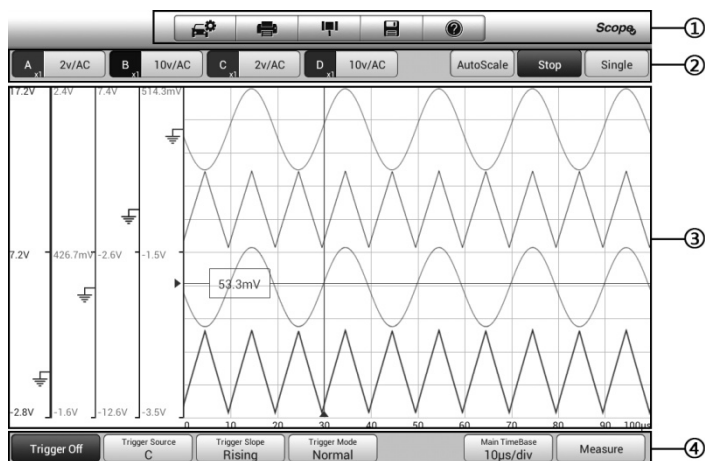 Scope
①
A x1 2v/AC B x1 10v/AC C x1 2v/AC D x1 10v/AC AutoScale Stop Single
②
17.2V 2.4V 7.4V 514.3mV
③
7.2V 426.7mV -2.6V -1.5V
53.3mV
-2.8V -1.6V -12.6V -3.5V
0 10 20 30 40 50 60 70 80 90 100µs
Trigger Off Trigger Source Trigger Slope Trigger Mode Main TimeBase Measure
C Rising Normal 10µs/div
④